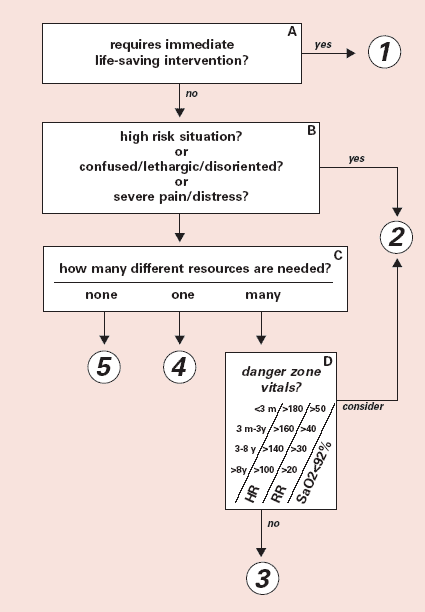 A
requires immediate
life-saving intervention?
yes
1
no
B
high risk situation?
or
confused/lethargic/disoriented?
or
severe pain/distress?
yes
2
C
how many different resources are needed?
none one many
5 4
D
danger zone
vitals?
<3 m >180 >50
3 m-3y >160 >40
3-8 y >140 >30
>8y >100 >20
HR RR SaO2<92%
consider
no
3